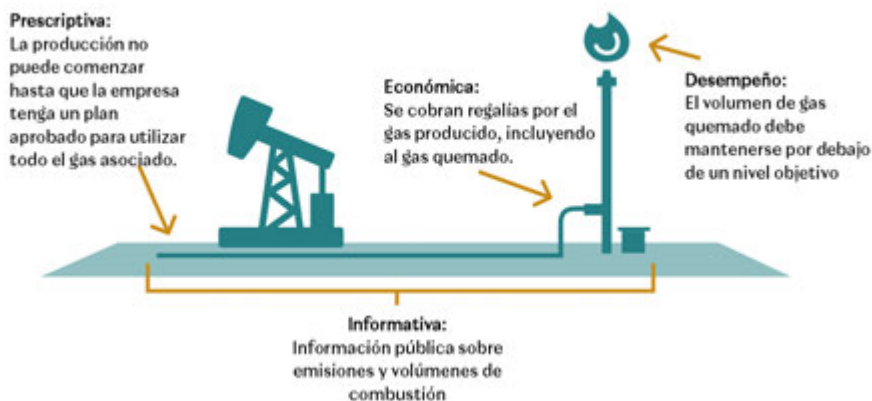 Prescriptiva:
La producción no
puede comenzar
hasta que la empresa
tenga un plan
aprobado para utilizar
todo el gas asociado.
Económica:
Se cobran regalías por el
gas producido, incluyendo
al gas quemado.
Desempeño:
El volumen de gas
quemado debe
mantenerse por debajo
de un nivel objetivo
Informativa:
Información pública sobre
emisiones y volúmenes de
combustión